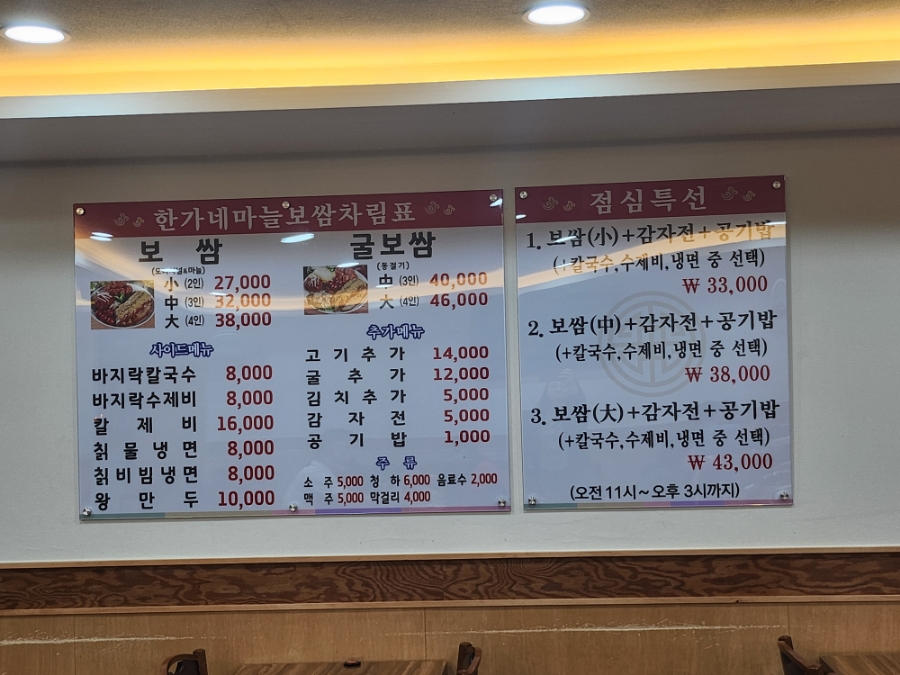 한가네마늘보쌈차림표
보 쌈
小 (2인) 27,000
中 (3인) 32,000
大 (4인) 38,000
사이드메뉴
바지락칼국수 8,000
바지락수제비 8,000
칼 제 비 16,000
칡 물 냉 면 8,000
칡비빔냉면 8,000
왕 만 두 10,000
굴보쌈
(동절기)
中 (3인) 40,000
大 (4인) 46,000
추가메뉴
고 기 추 가 14,000
굴 추 가 12,000
김 치 추 가 5,000
감 자 전 5,000
공 기 밥 1,000
주 류
소 주 5,000 청 하 6,000 음료수 2,000
맥 주 5,000 막걸리 4,000
점심특선
1. 보쌈(小)+감자전+공기밥
(+칼국수,수제비,냉면 중 선택)
₩ 33,000
2. 보쌈(中)+감자전+공기밥
(+칼국수,수제비,냉면 중 선택)
₩ 38,000
3. 보쌈(大)+감자전+공기밥
(+칼국수,수제비,냉면 중 선택)
₩ 43,000
(오전 11시~오후 3시까지)